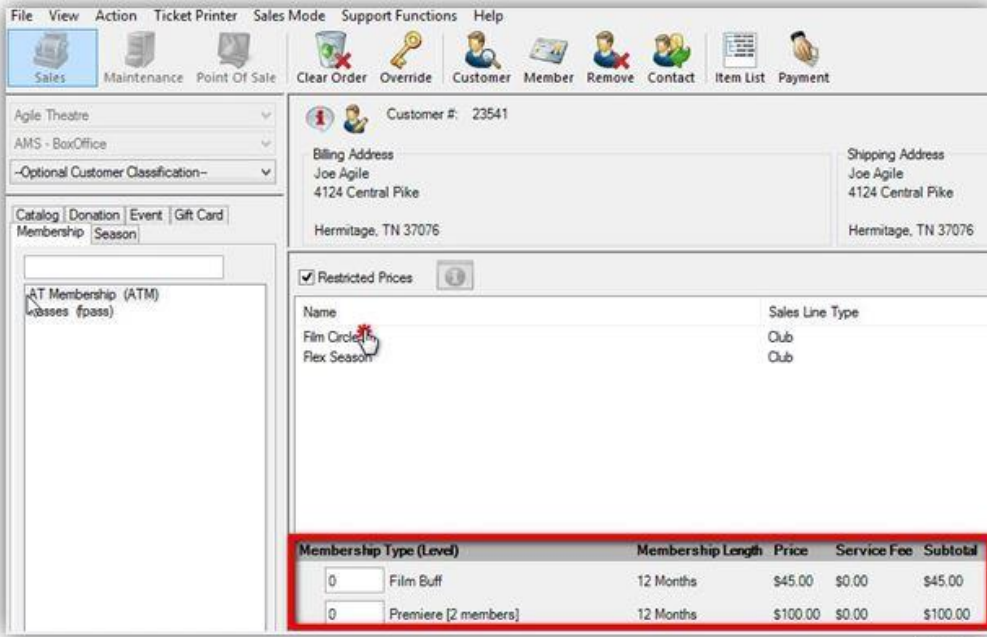 File View Action Ticket Printer Sales Mode Support Functions Help
Sales Maintenance Point Of Sale Clear Order Override Customer Member Remove Contact Item List Payment
Agile Theatre
AMS - BoxOffice
--Optional Customer Classification--
Catalog Donation Event Gift Card
Membership Season
AT Membership (ATM)
(fpass)
Customer #: 23541
Billing Address
Joe Agile
4124 Central Pike
Hermitage, TN 37076
Shipping Address
Joe Agile
4124 Central Pike
Hermitage, TN 37076
Restricted Prices
Name Sales Line Type
Film Circle Club
Flex Season Club
Membership Type (Level) Membership Length Price Service Fee Subtotal
0 Film Buff 12 Months $45.00 $0.00 $45.00
0 Premiere [2 members] 12 Months $100.00 $0.00 $100.00